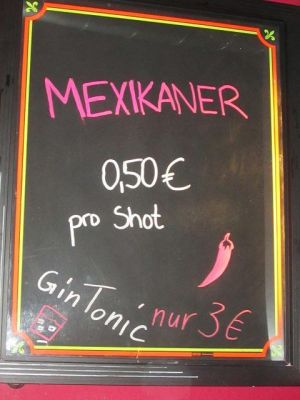 MEXIKANER
0,50€
pro Shot
GinTonic nur 3€